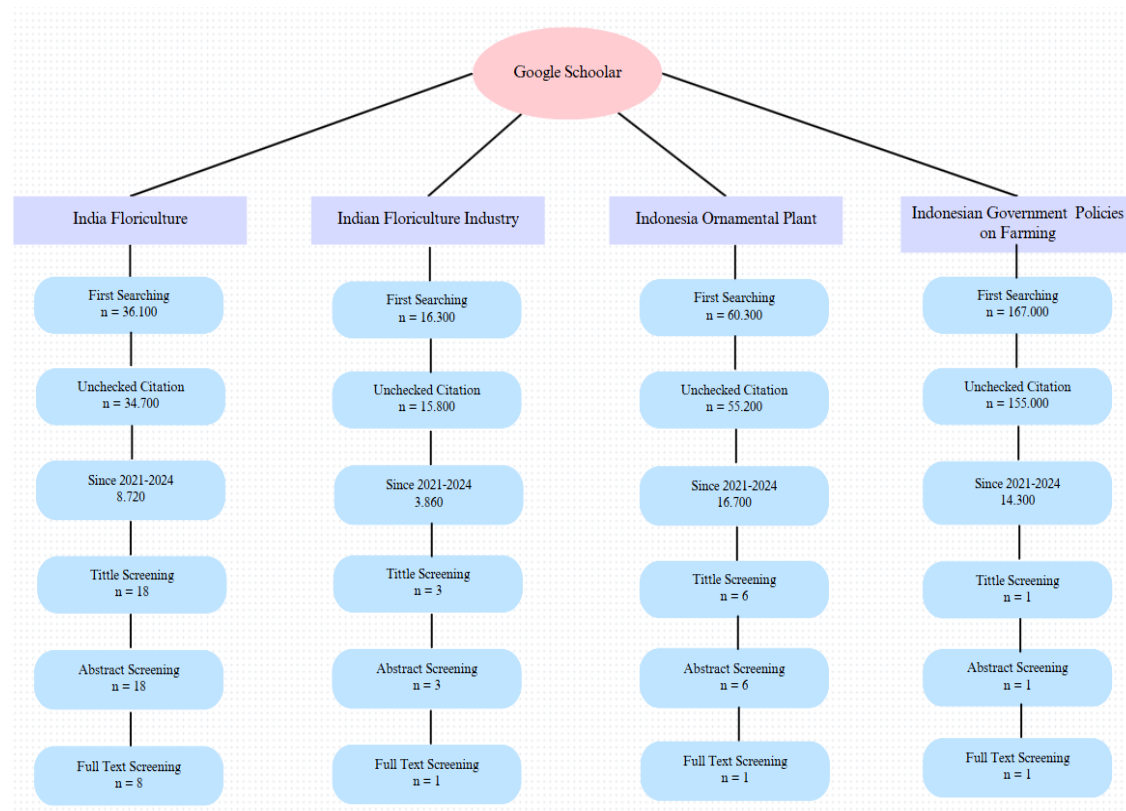 Google Schoolar
India Floriculture
First Searching
n = 36.100
Unchecked Citation
n = 34.700
Since 2021-2024
8.720
Tittle Screening
n = 18
Abstract Screening
n = 18
Full Text Screening
n = 8
Indian Floriculture Industry
First Searching
n = 16.300
Unchecked Citation
n = 15.800
Since 2021-2024
3.860
Tittle Screening
n = 3
Abstract Screening
n = 3
Full Text Screening
n = 1
Indonesia Ornamental Plant
First Searching
n = 60.300
Unchecked Citation
n = 55.200
Since 2021-2024
16.700
Tittle Screening
n = 6
Abstract Screening
n = 6
Full Text Screening
n = 1
Indonesian Government Policies
on Farming
First Searching
n = 167.000
Unchecked Citation
n = 155.000
Since 2021-2024
14.300
Tittle Screening
n = 1
Abstract Screening
n = 1
Full Text Screening
n = 1